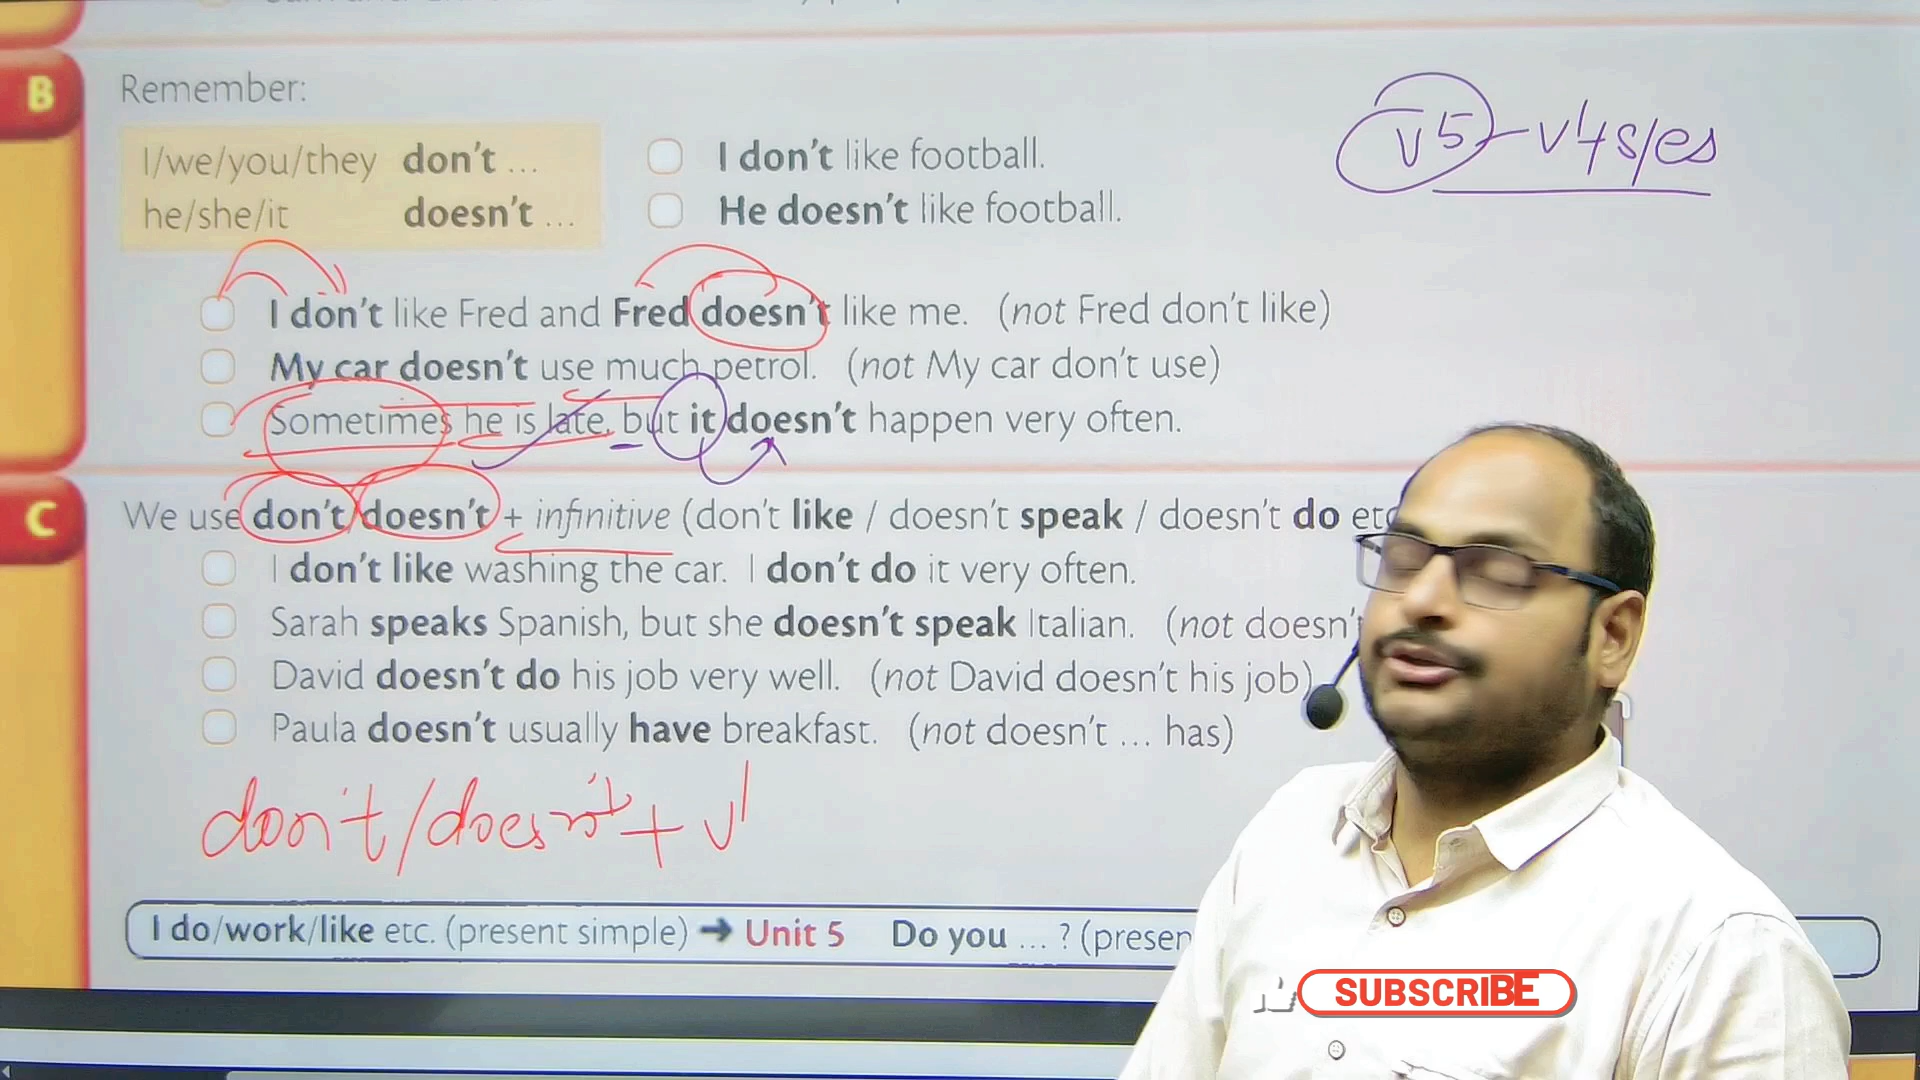 B
Remember:
I/we/you/they don't ...
he/she/it doesn't ...
I don't like football.
He doesn't like football.
v5 - v1+s/es
I don't like Fred and Fred doesn't like me. (not Fred don't like)
My car doesn't use much petrol. (not My car don't use)
Sometimes he is late, but it doesn't happen very often.
C
We use don't/doesn't + infinitive (don't like / doesn't speak / doesn't do etc
I don't like washing the car. I don't do it very often.
Sarah speaks Spanish, but she doesn't speak Italian. (not doesn't
David doesn't do his job very well. (not David doesn't his job)
Paula doesn't usually have breakfast. (not doesn't ... has)
don't/doesn't + v1
I do/work/like etc. (present simple) → Unit 5 Do you ... ? (presen
SUBSCRIBE